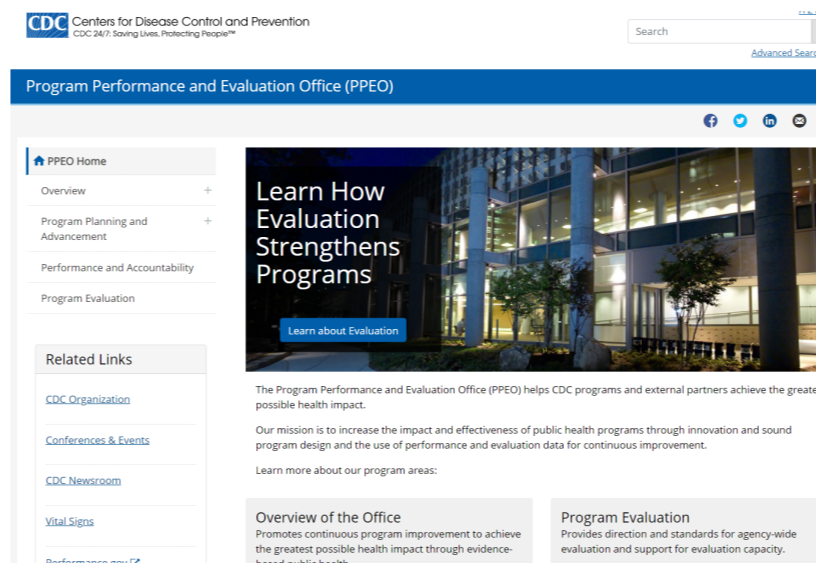 CDC Centers for Disease Control and Prevention
CDC 24/7: Saving Lives, Protecting People™
Search
Advanced Sear
Program Performance and Evaluation Office (PPEO)
PPEO Home
Overview
Program Planning and
Advancement
Performance and Accountability
Program Evaluation
Related Links
CDC Organization
Conferences & Events
CDC Newsroom
Vital Signs
Performance.gov
Learn How
Evaluation
Strengthens
Programs
Learn about Evaluation
The Program Performance and Evaluation Office (PPEO) helps CDC programs and external partners achieve the greate
possible health impact.
Our mission is to increase the impact and effectiveness of public health programs through innovation and sound
program design and the use of performance and evaluation data for continuous improvement.
Learn more about our program areas:
Overview of the Office
Promotes continuous program improvement to achieve
the greatest possible health impact through evidence-
based public health
Program Evaluation
Provides direction and standards for agency-wide
evaluation and support for evaluation capacity.